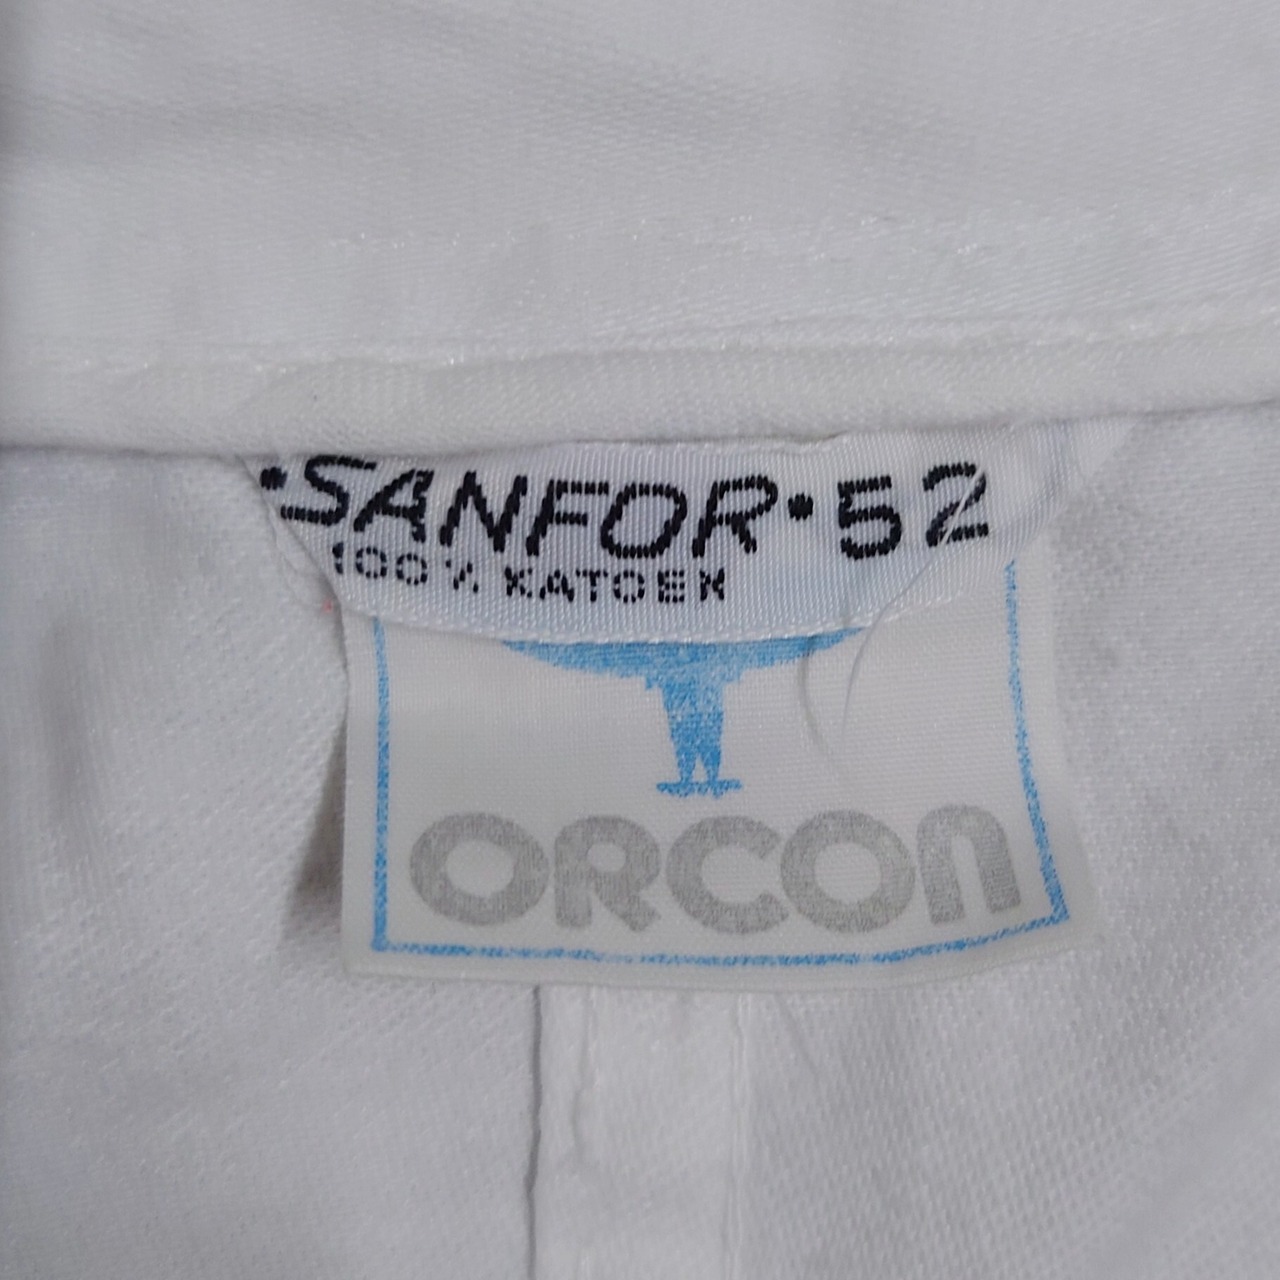 •SANFOR•52
100% KATOEN
ORCON